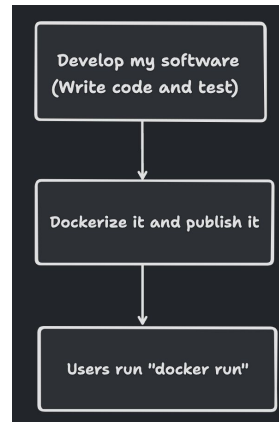 Develop my software
(Write code and test)
Dockerize it and publish it
Users run "docker run"